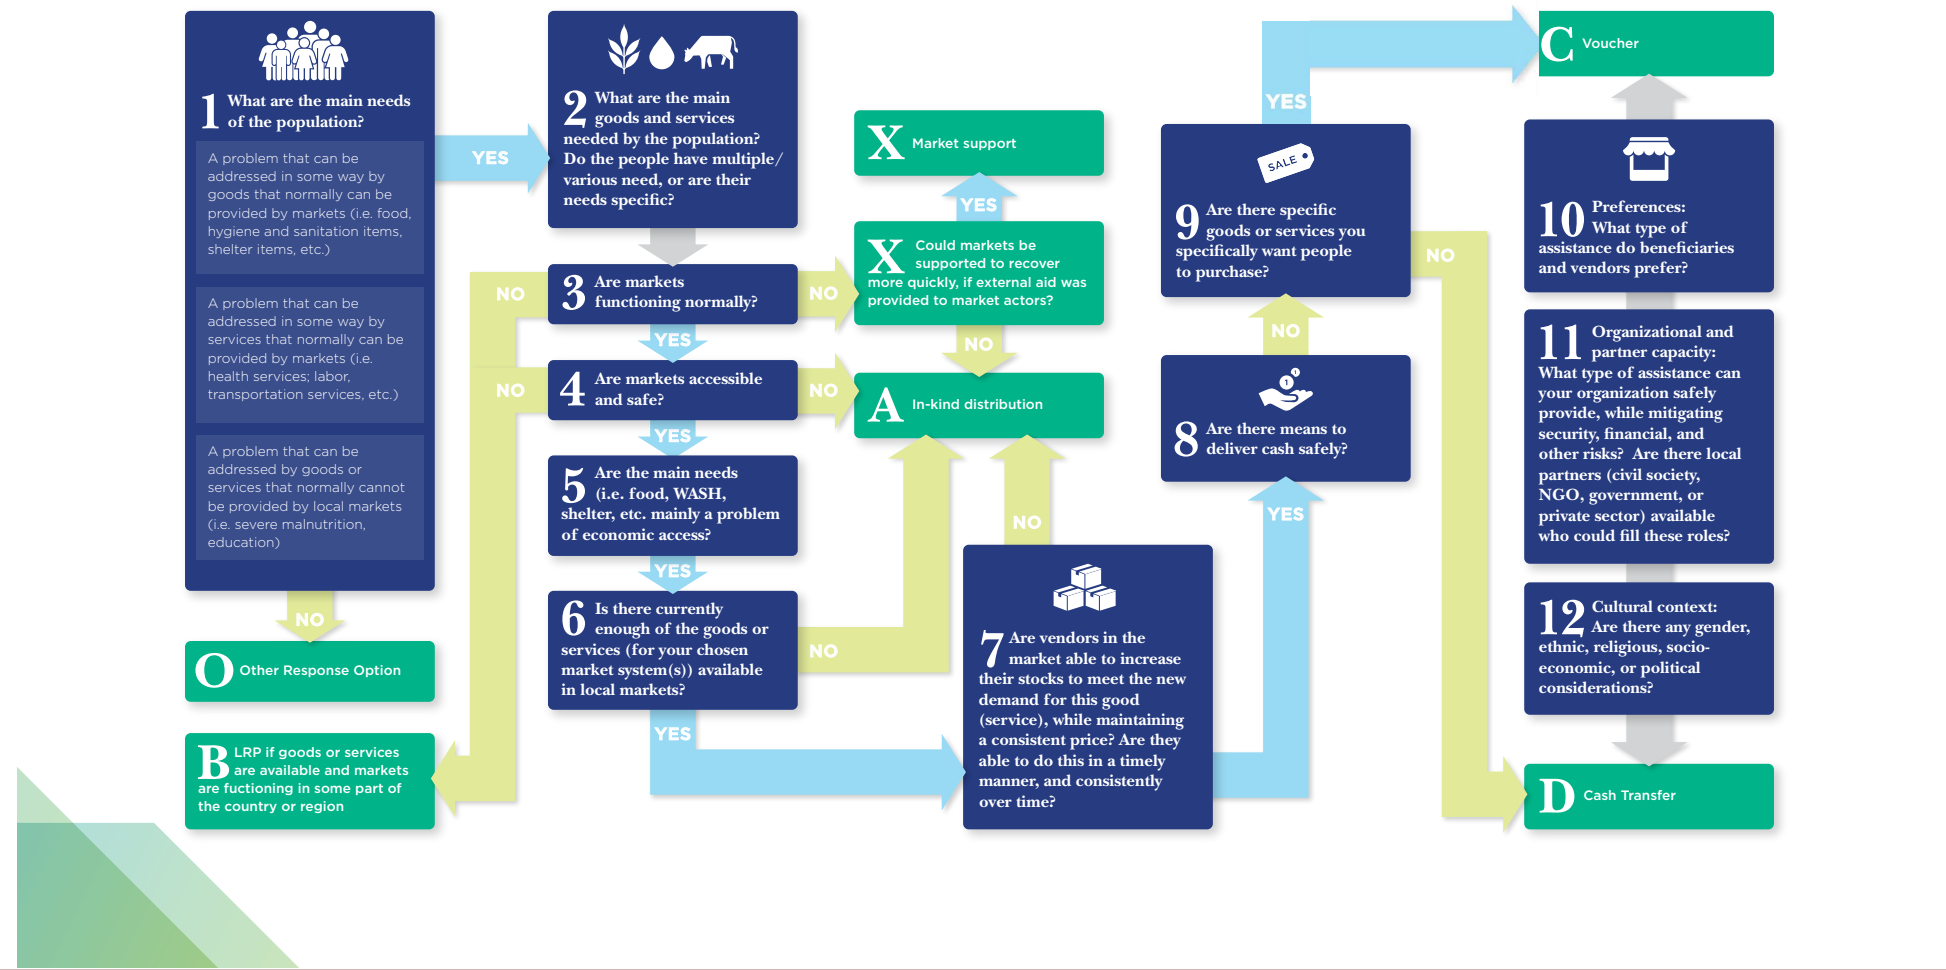 1 What are the main needs
of the population?
A problem that can be
addressed in some way by
goods that normally can be
provided by markets (i.e. food,
hygiene and sanitation items,
shelter items, etc.)
A problem that can be
addressed in some way by
services that normally can be
provided by markets (i.e.
health services; labor,
transportation services, etc.)
A problem that can be
addressed by goods or
services that normally cannot
be provided by local markets
(i.e. severe malnutrition,
education)
YES
NO
O Other Response Option
B LRP if goods or services
are available and markets
are fuctioning in some part of
the country or region
2 What are the main
goods and services
needed by the population?
Do the people have multiple/
various need, or are their
needs specific?
NO
3 Are markets
functioning normally?
NO
YES
NO
4 Are markets accessible
and safe?
NO
YES
5 Are the main needs
(i.e. food, WASH,
shelter, etc. mainly a problem
of economic access?
YES
6 Is there currently
enough of the goods or
services (for your chosen
market system(s)) available
in local markets?
NO
YES
X Market support
YES
X Could markets be
supported to recover
more quickly, if external aid was
provided to market actors?
NO
A In-kind distribution
NO
7 Are vendors in the
market able to increase
their stocks to meet the new
demand for this good
(service), while maintaining
a consistent price? Are they
able to do this in a timely
manner, and consistently
over time?
YES
8 Are there means to
deliver cash safely?
NO
SALE
9 Are there specific
goods or services you
specifically want people
to purchase?
YES
NO
C Voucher
10 Preferences:
What type of
assistance do beneficiaries
and vendors prefer?
11 Organizational and
partner capacity:
What type of assistance can
your organization safely
provide, while mitigating
security, financial, and
other risks? Are there local
partners (civil society,
NGO, government, or
private sector) available
who could fill these roles?
12 Cultural context:
Are there any gender,
ethnic, religious, socio-
economic, or political
considerations?
D Cash Transfer